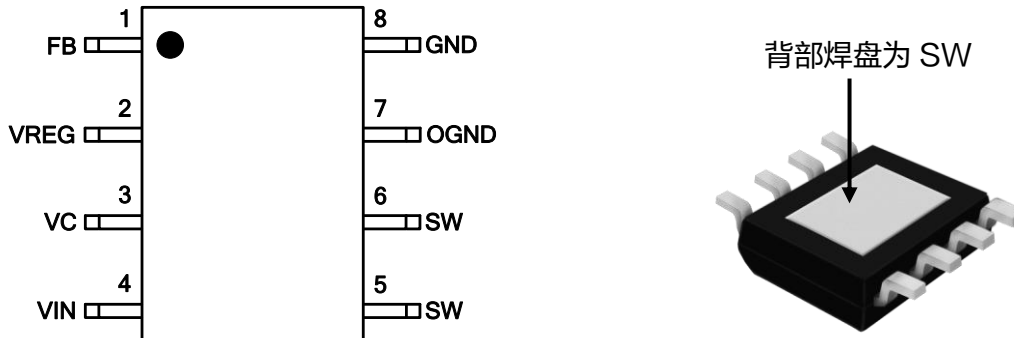 1 8
FB GND
2 7
VREG OGND
3 6
VC SW
4 5
VIN SW
背部焊盘为 SW